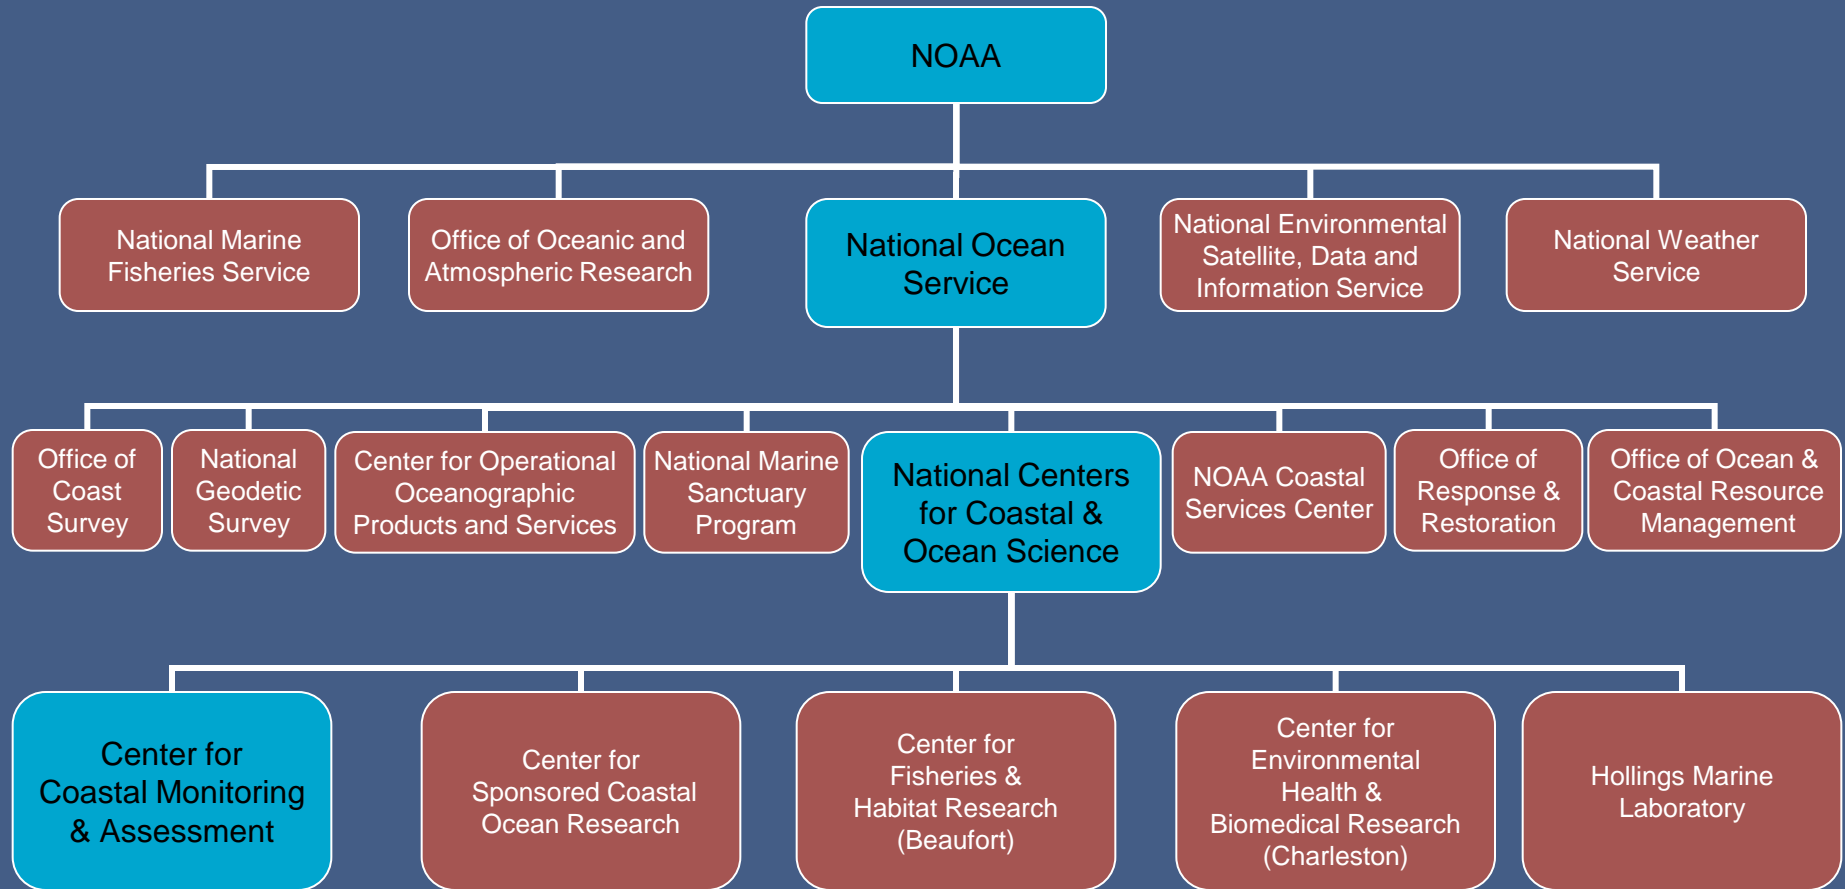 NOAA
National Marine
Fisheries Service
Office of Oceanic and
Atmospheric Research
National Ocean
Service
National Environmental
Satellite, Data and
Information Service
National Weather
Service
Office of
Coast
Survey
National
Geodetic
Survey
Center for Operational
Oceanographic
Products and Services
National Marine
Sanctuary
Program
National Centers
for Coastal &
Ocean Science
NOAA Coastal
Services Center
Office of
Response &
Restoration
Office of Ocean &
Coastal Resource
Management
Center for
Coastal Monitoring
& Assessment
Center for
Sponsored Coastal
Ocean Research
Center for
Fisheries &
Habitat Research
(Beaufort)
Center for
Environmental
Health &
Biomedical Research
(Charleston)
Hollings Marine
Laboratory